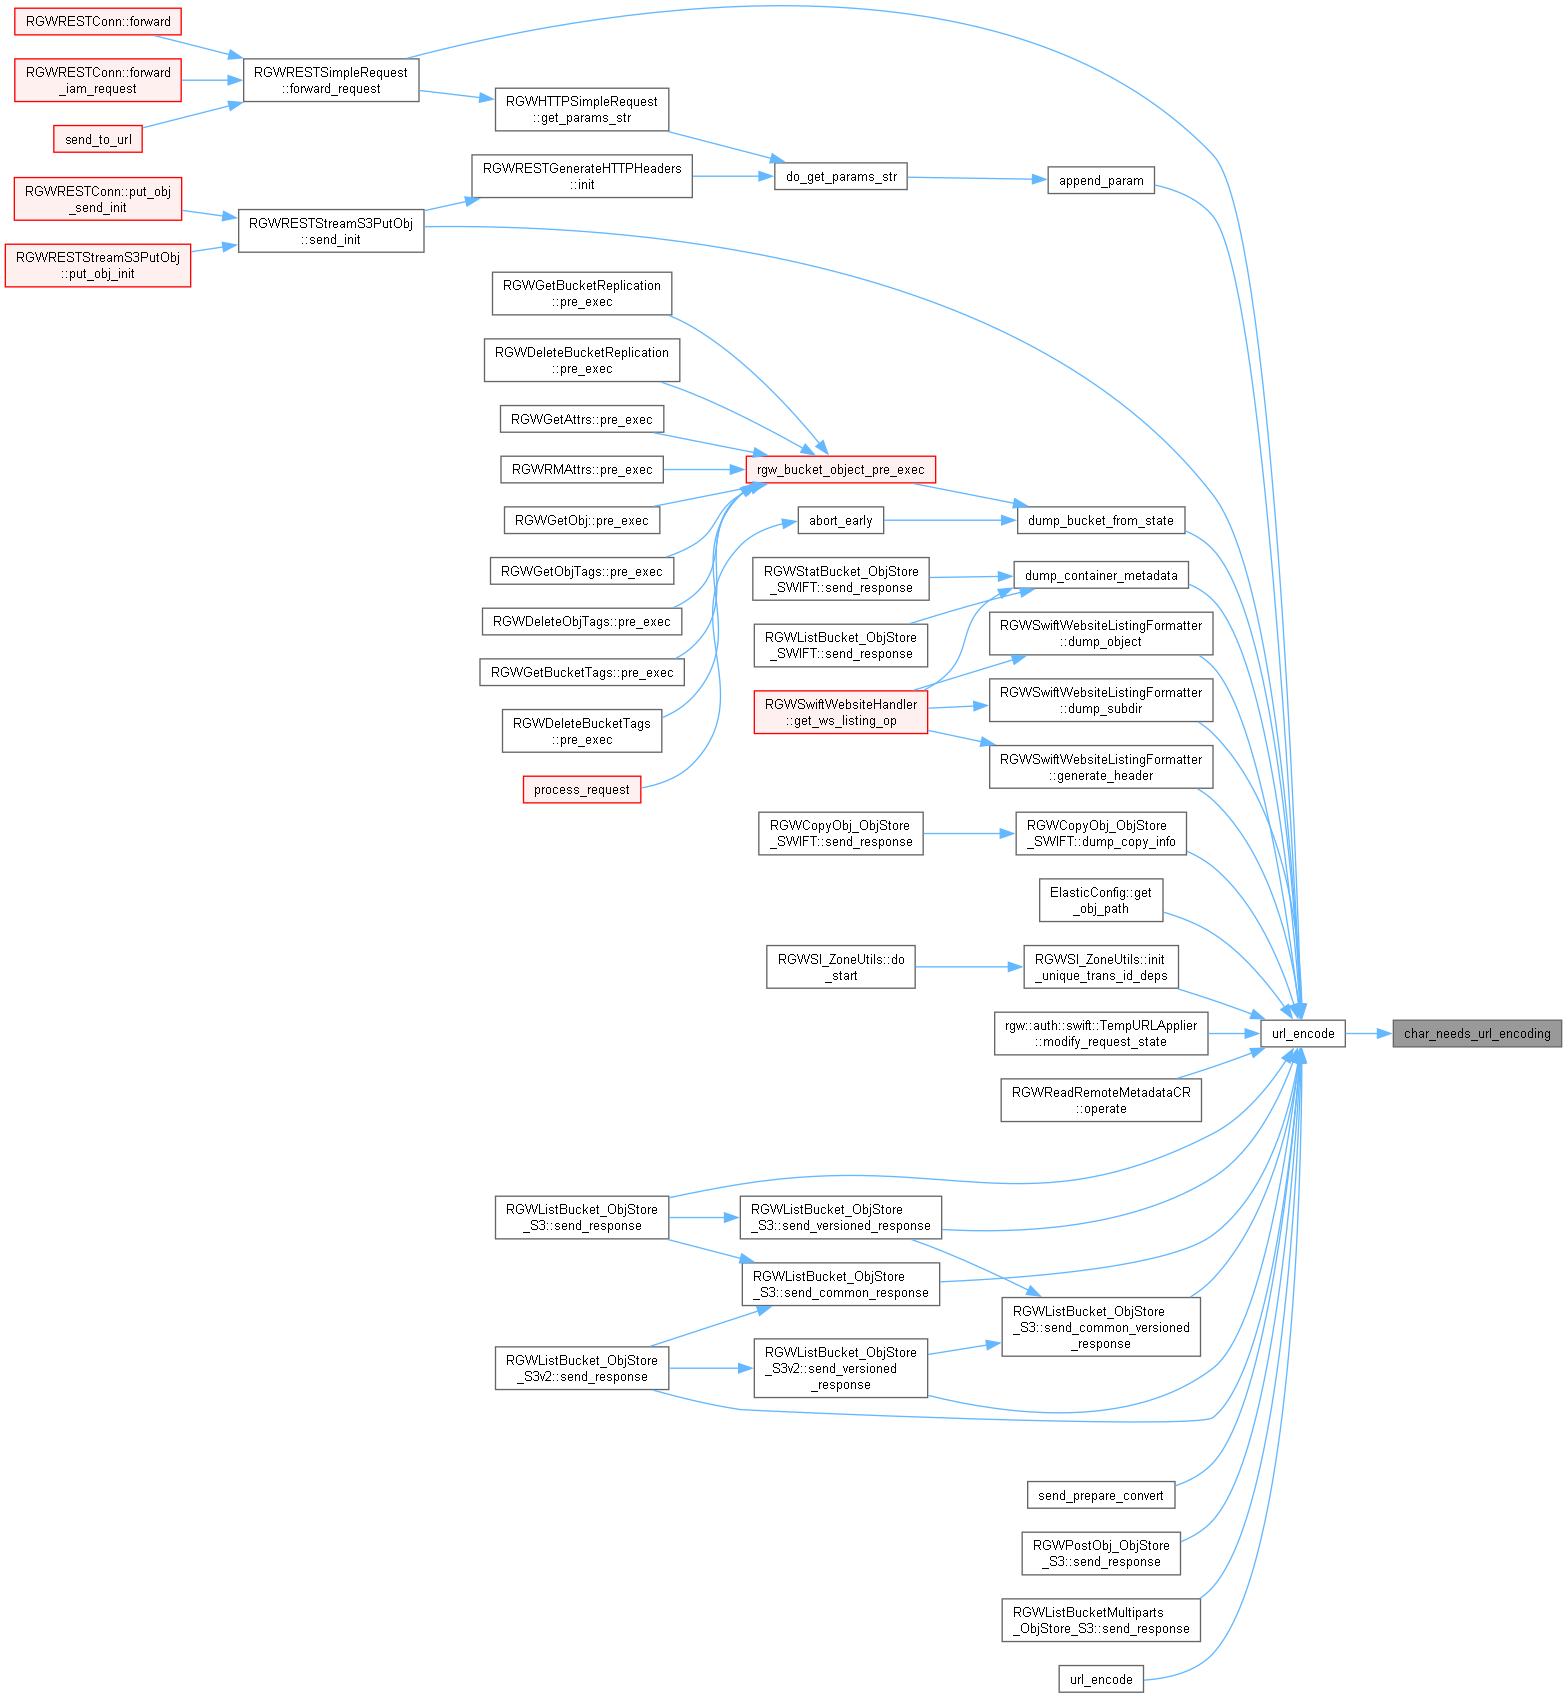 RGWRESTConn::forward
RGWRESTConn::forward
_iam_request
send_to_url
RGWRESTConn::put_obj
_send_init
RGWRESTStreamS3PutObj
::put_obj_init
RGWRESTSimpleRequest
::forward_request
RGWRESTStreamS3PutObj
::send_init
RGWHTTPSimpleRequest
::get_params_str
RGWRESTGenerateHTTPHeaders
::init
do_get_params_str
append_param
RGWGetBucketReplication
::pre_exec
RGWDeleteBucketReplication
::pre_exec
RGWGetAttrs::pre_exec
RGWRMAttrs::pre_exec
RGWGetObj::pre_exec
RGWGetObjTags::pre_exec
RGWDeleteObjTags::pre_exec
RGWGetBucketTags::pre_exec
RGWDeleteBucketTags
::pre_exec
process_request
rgw_bucket_object_pre_exec
abort_early
dump_bucket_from_state
RGWStatBucket_ObjStore
_SWIFT::send_response
dump_container_metadata
RGWListBucket_ObjStore
_SWIFT::send_response
RGWSwiftWebsiteListingFormatter
::dump_object
RGWSwiftWebsiteHandler
::get_ws_listing_op
RGWSwiftWebsiteListingFormatter
::dump_subdir
RGWSwiftWebsiteListingFormatter
::generate_header
RGWCopyObj_ObjStore
_SWIFT::send_response
RGWCopyObj_ObjStore
_SWIFT::dump_copy_info
ElasticConfig::get
_obj_path
RGWSI_ZoneUtils::do
_start
RGWSI_ZoneUtils::init
_unique_trans_id_deps
rgw::auth::swift::TempURLApplier
::modify_request_state
url_encode
char_needs_url_encoding
RGWReadRemoteMetadataCR
::operate
RGWListBucket_ObjStore
_S3::send_response
RGWListBucket_ObjStore
_S3::send_versioned_response
RGWListBucket_ObjStore
_S3::send_common_response
RGWListBucket_ObjStore
_S3::send_common_versioned
_response
RGWListBucket_ObjStore
_S3v2::send_response
RGWListBucket_ObjStore
_S3v2::send_versioned
_response
send_prepare_convert
RGWPostObj_ObjStore
_S3::send_response
RGWListBucketMultiparts
_ObjStore_S3::send_response
url_encode